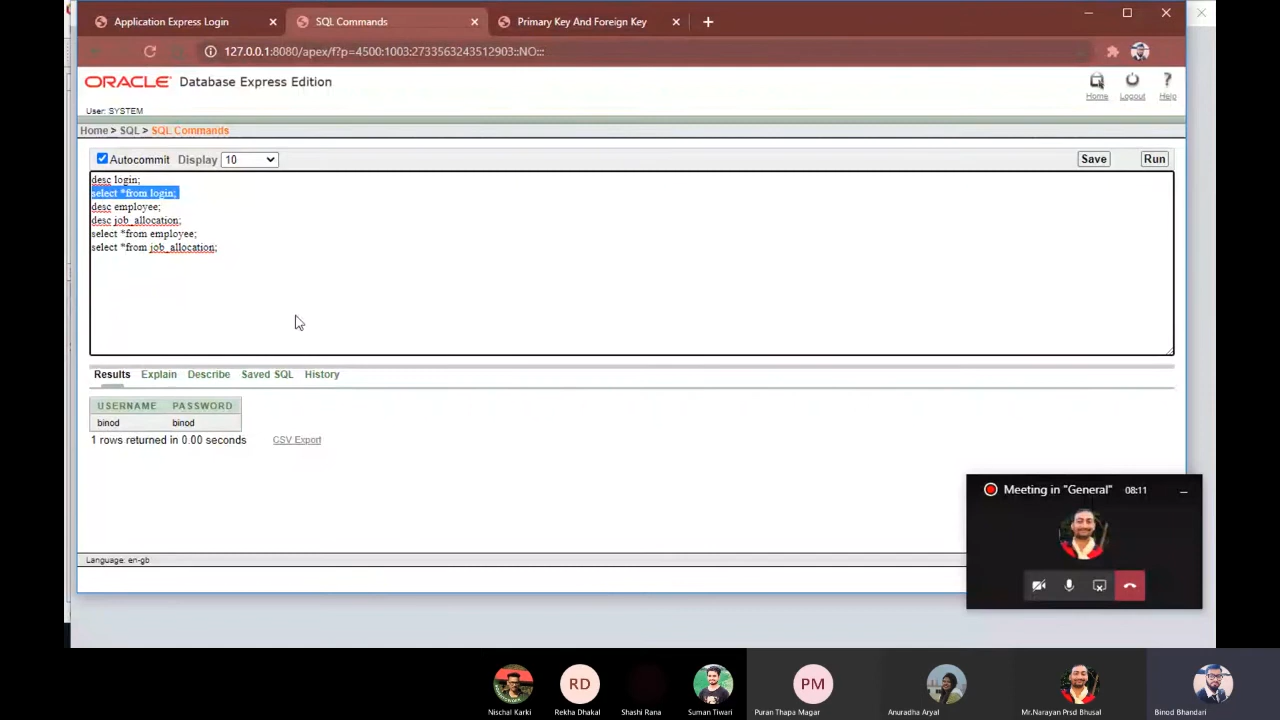 Application Express Login
SQL Commands
Primary Key And Foreign Key
127.0.0.1:8080/apex/f?p=4500:1003:2733563243512903::NO:::
ORACLE Database Express Edition
Home
Logout
Help
User: SYSTEM
Home > SQL > SQL Commands
Autocommit Display 10
Save
Run
desc login;
select *from login;
desc employee;
desc job_allocation;
select *from employee;
select *from job_allocation;
Results Explain Describe Saved SQL History
USERNAME PASSWORD
binod binod
1 rows returned in 0.00 seconds
CSV Export
Meeting in "General" 08:11
Language: en-gb
RD
PM
Nischal Karki
Rekha Dhakal
Shashi Rana
Suman Tiwari
Puran Thapa Magar
Anuradha Aryal
Mr.Narayan Prsd Bhusal
Binod Bhandari